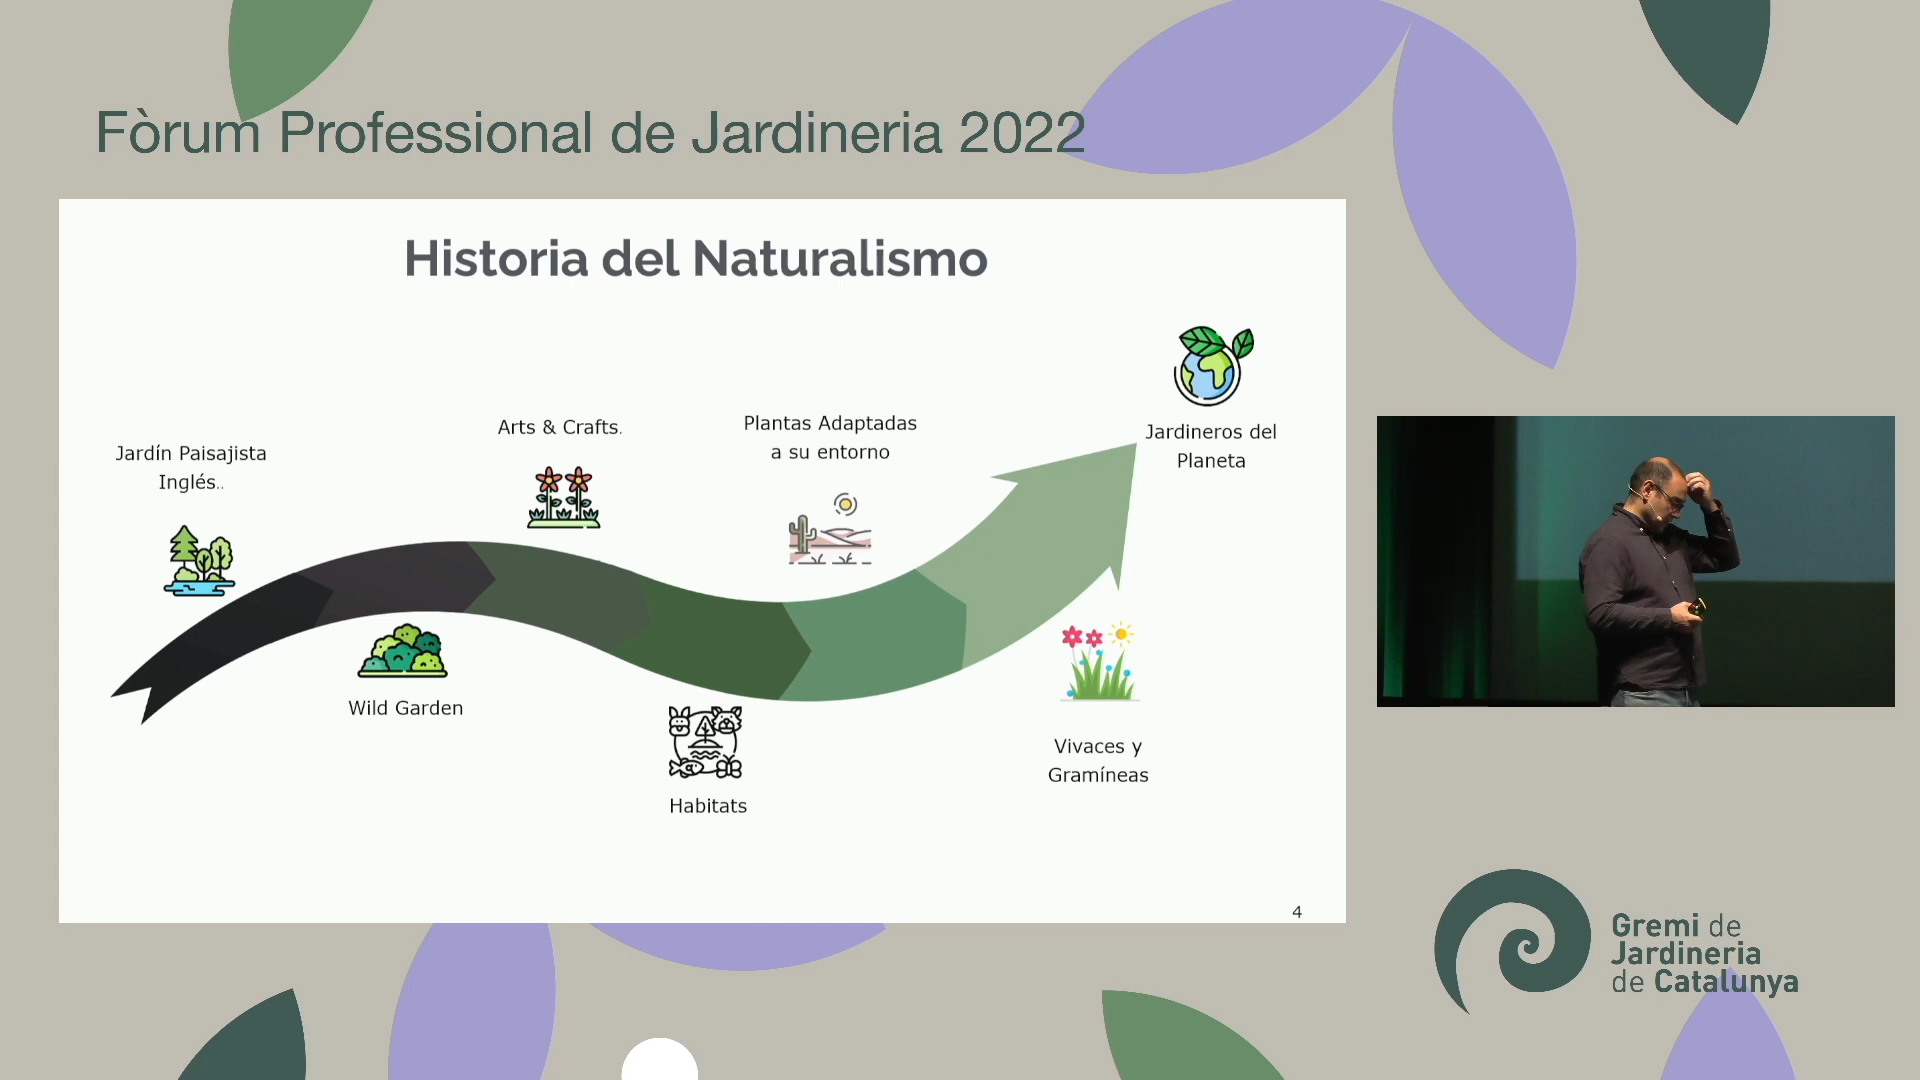 Fòrum Professional de Jardineria 2022
Historia del Naturalismo
Jardín Paisajista
Inglés..
Wild Garden
Arts & Crafts.
Habitats
Plantas Adaptadas
a su entorno
Vivaces y
Gramíneas
Jardineros del
Planeta
4
Gremi de
Jardineria
de Catalunya